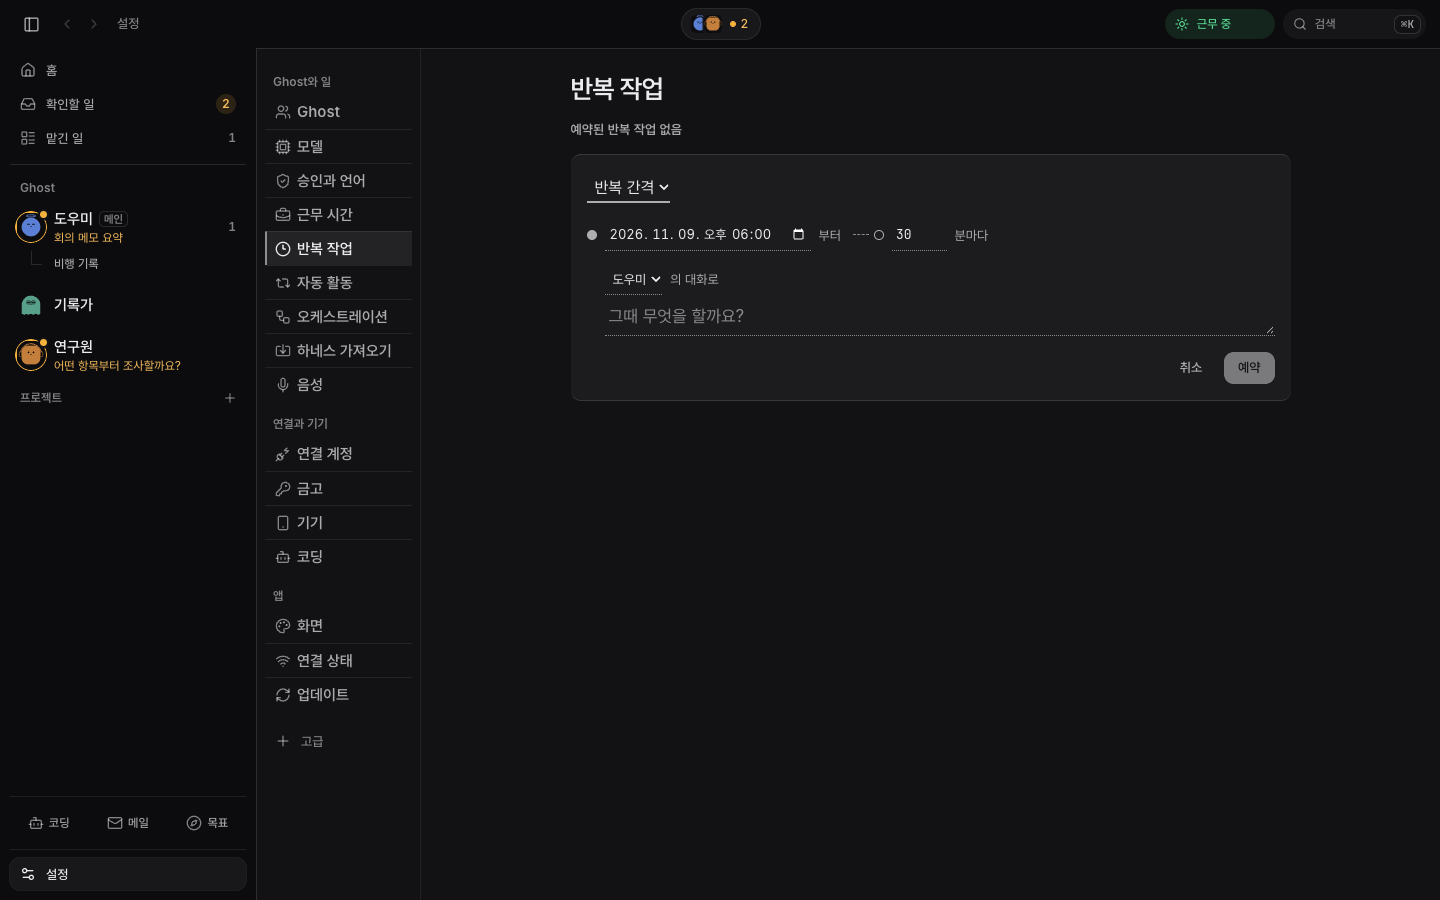 설정
2
근무 중
검색
⌘K
홈
확인할 일
2
맡긴 일
1
Ghost
도우미 메인
1
회의 메모 요약
비행 기록
기록가
연구원
어떤 항목부터 조사할까요?
프로젝트
코딩
메일
목표
설정
Ghost와 일
Ghost
모델
승인과 언어
근무 시간
반복 작업
자동 활동
오케스트레이션
하네스 가져오기
음성
연결과 기기
연결 계정
금고
기기
코딩
앱
화면
연결 상태
업데이트
고급
반복 작업
예약된 반복 작업 없음
반복 간격
2026. 11. 09. 오후 06:00 부터 30 분마다
도우미 의 대화로
그때 무엇을 할까요?
취소 예약